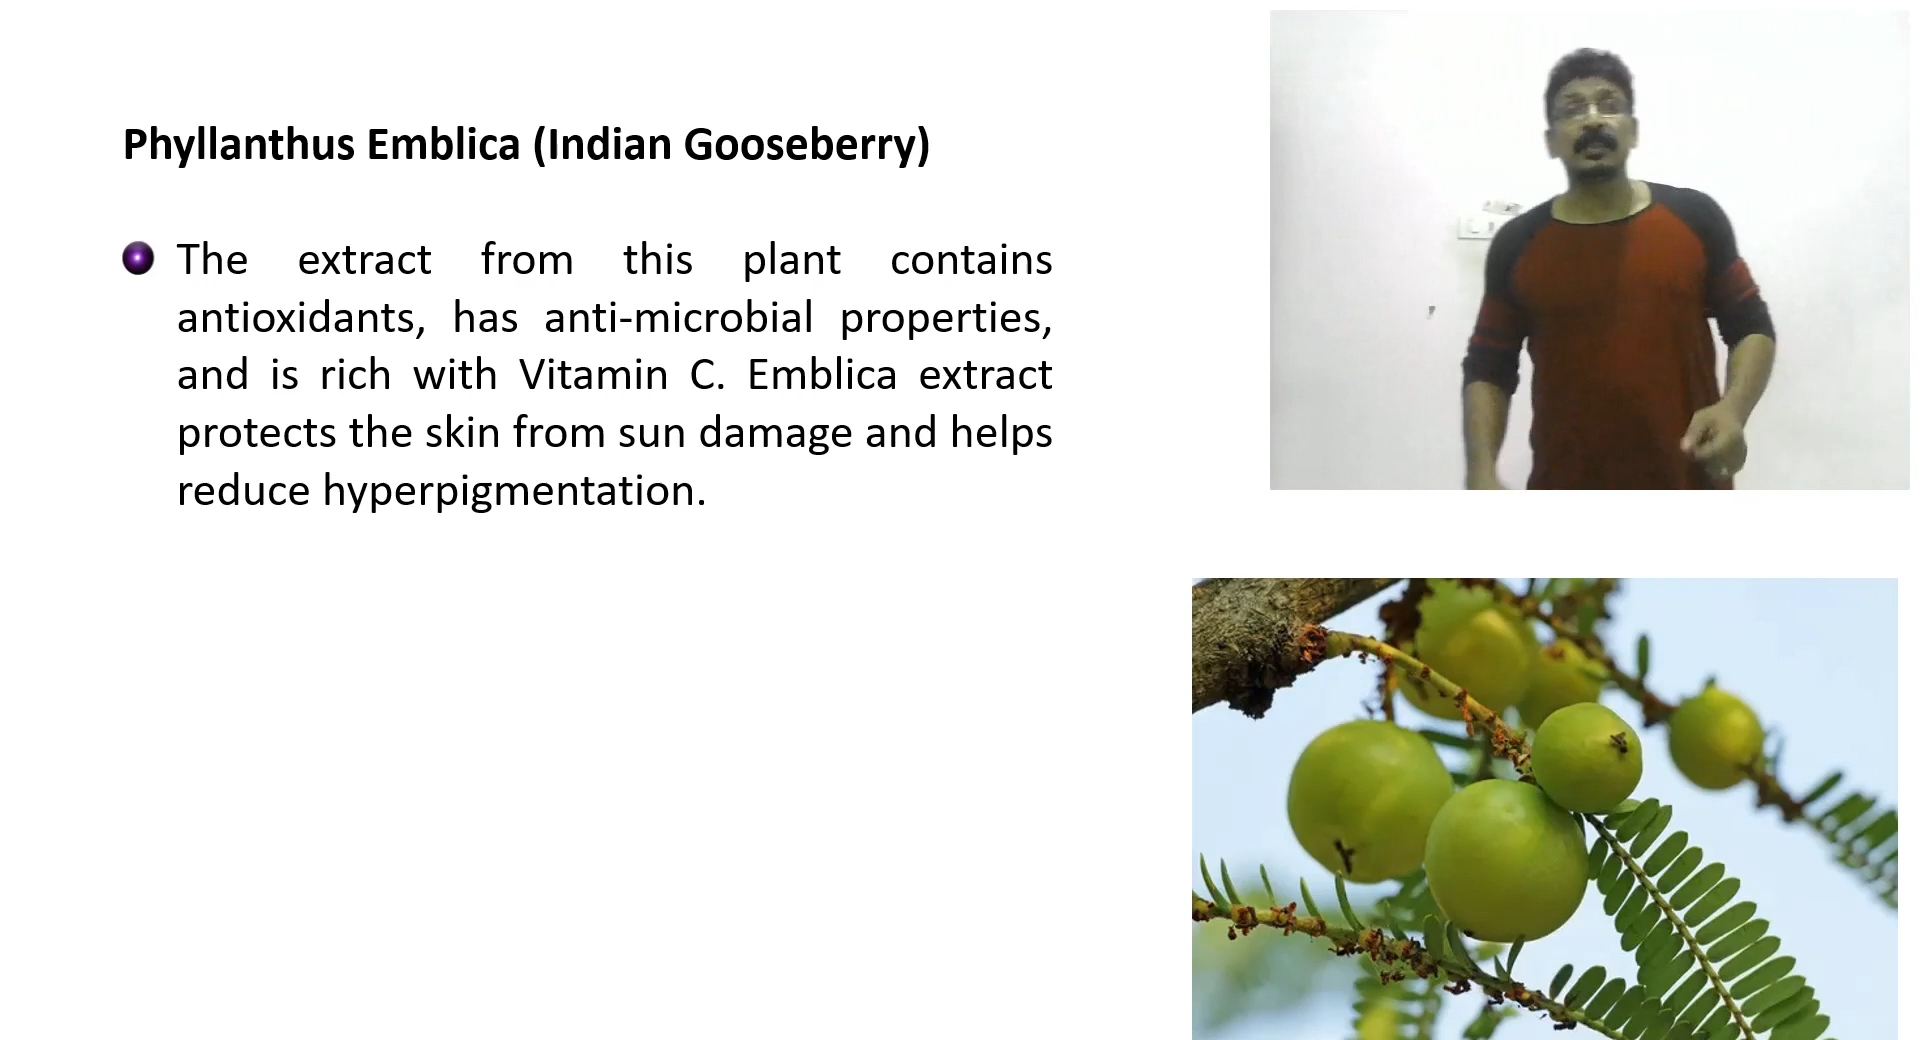 Phyllanthus Emblica (Indian Gooseberry)
The extract from this plant contains
antioxidants, has anti-microbial properties,
and is rich with Vitamin C. Emblica extract
protects the skin from sun damage and helps
reduce hyperpigmentation.